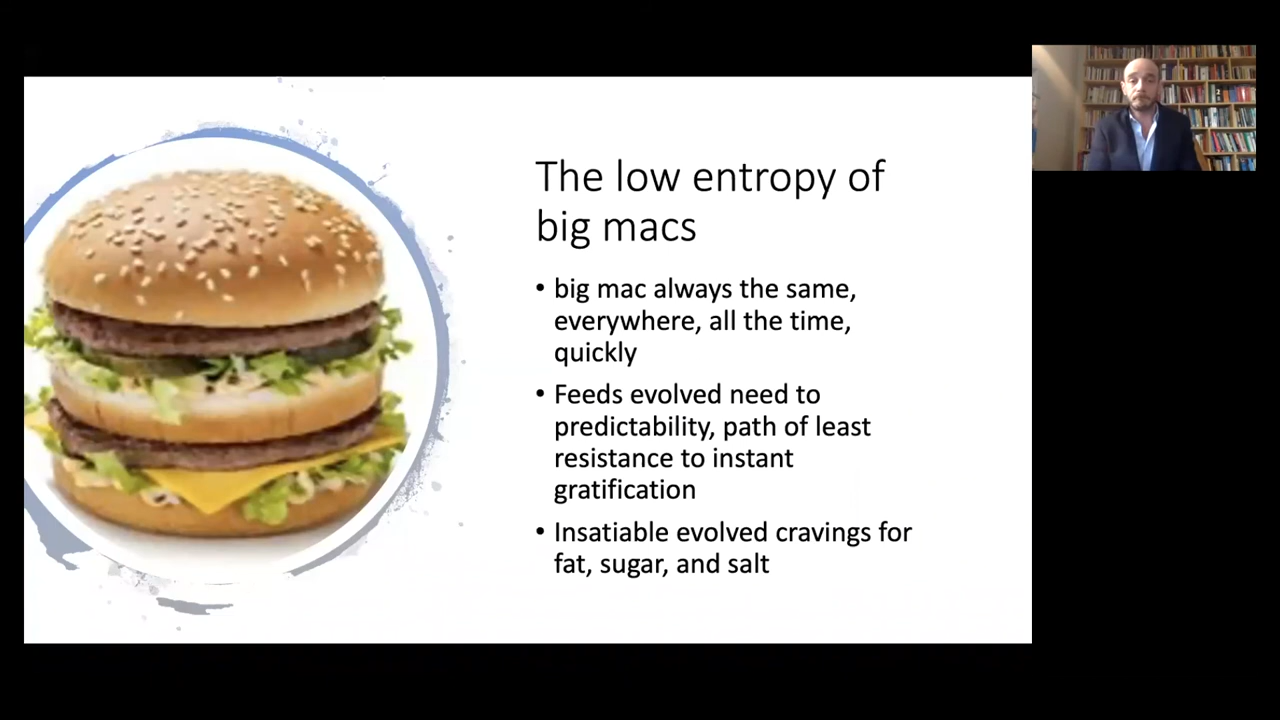 The low entropy of
big macs
• big mac always the same,
everywhere, all the time,
quickly
• Feeds evolved need to
predictability, path of least
resistance to instant
gratification
• Insatiable evolved cravings for
fat, sugar, and salt